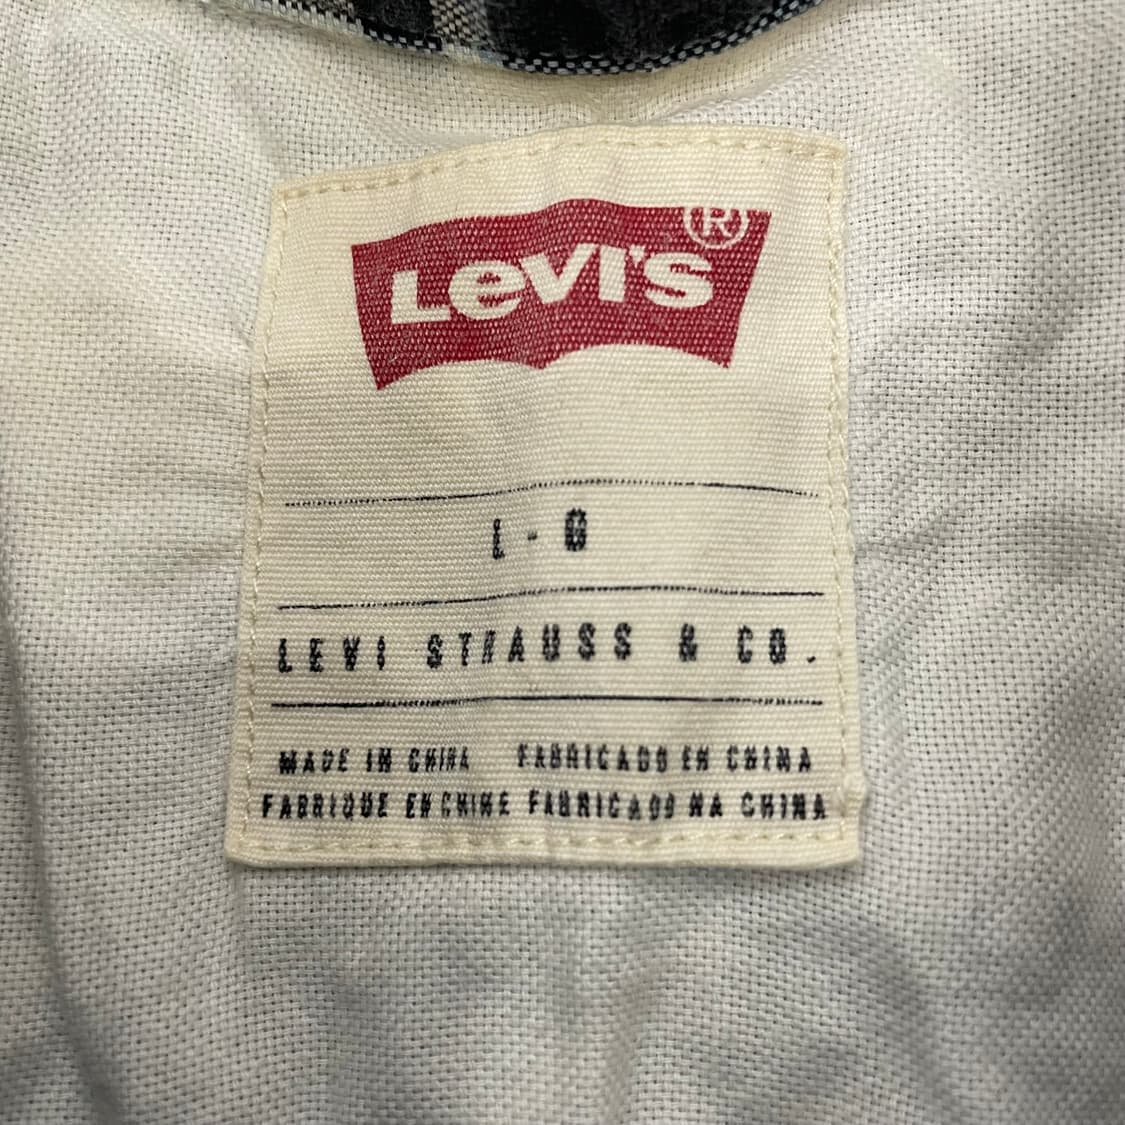 Levi's ®
L - G
LEVI STRAUSS & CO.
MADE IN CHINA FABRICADO EN CHINA
FABRIQUE EN CHINE FABRICADO NA CHINA